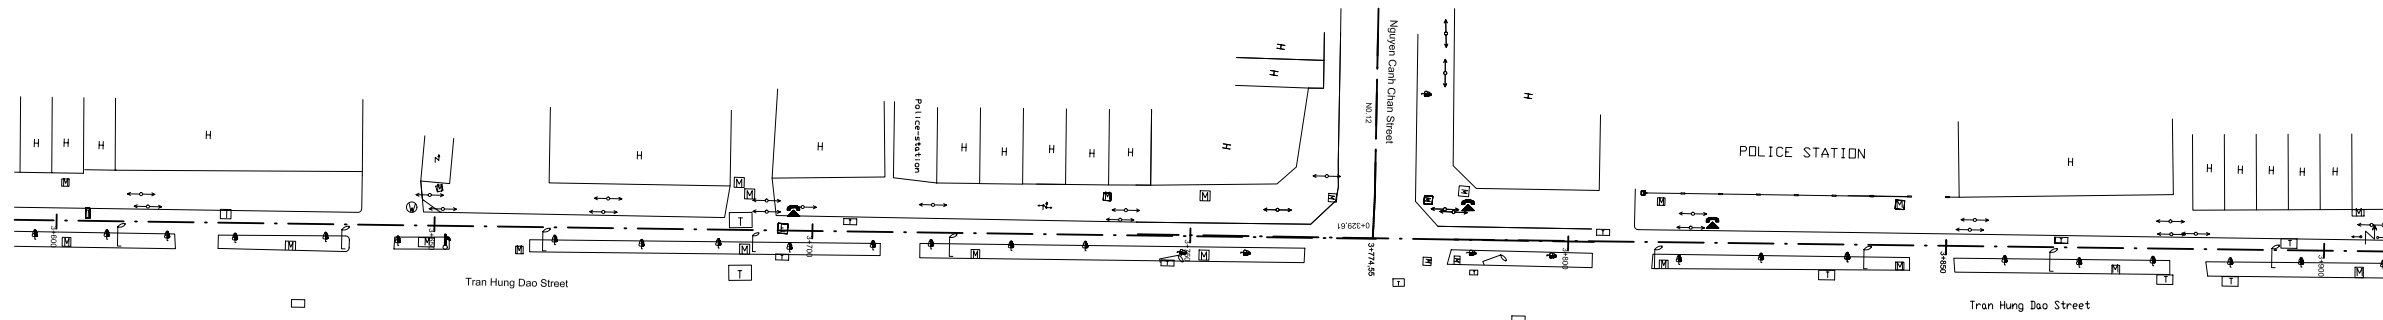 Nguyen Canh Chan Street
N0.12
H
H
H
H
H
H
H
H
Police-station
H
H
H
H
H
H
H
H
H
POLICE STATION
H
H
H
H
H
H
M
M
M
M
M
M
M
M
M
T
T
T
T
0+329,61
3+600
3+700
3+774,55
3+800
3+850
3+900
M
M
M
M
M
M
M
M
M
M
T
T
T
T
Tran Hung Dao Street
Tran Hung Dao Street